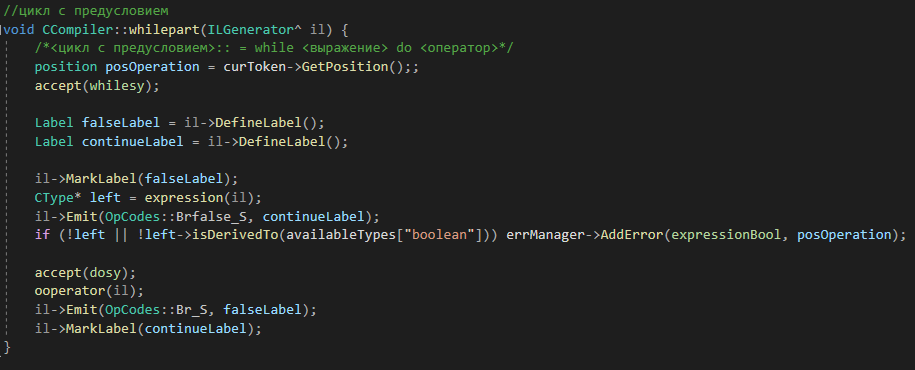 //цикл с предусловием
void CCompiler::whilepart(ILGenerator^ il) {
/*<цикл с предусловием>:: = while <выражение> do <оператор>*/
position posOperation = curToken->GetPosition();;
accept(whilesy);
Label falseLabel = il->DefineLabel();
Label continueLabel = il->DefineLabel();
il->MarkLabel(falseLabel);
CType* left = expression(il);
il->Emit(OpCodes::Brfalse_S, continueLabel);
if (!left || !left->isDerivedTo(availableTypes["boolean"])) errManager->AddError(expressionBool, posOperation);
accept(dosy);
ooperator(il);
il->Emit(OpCodes::Br_S, falseLabel);
il->MarkLabel(continueLabel);
}